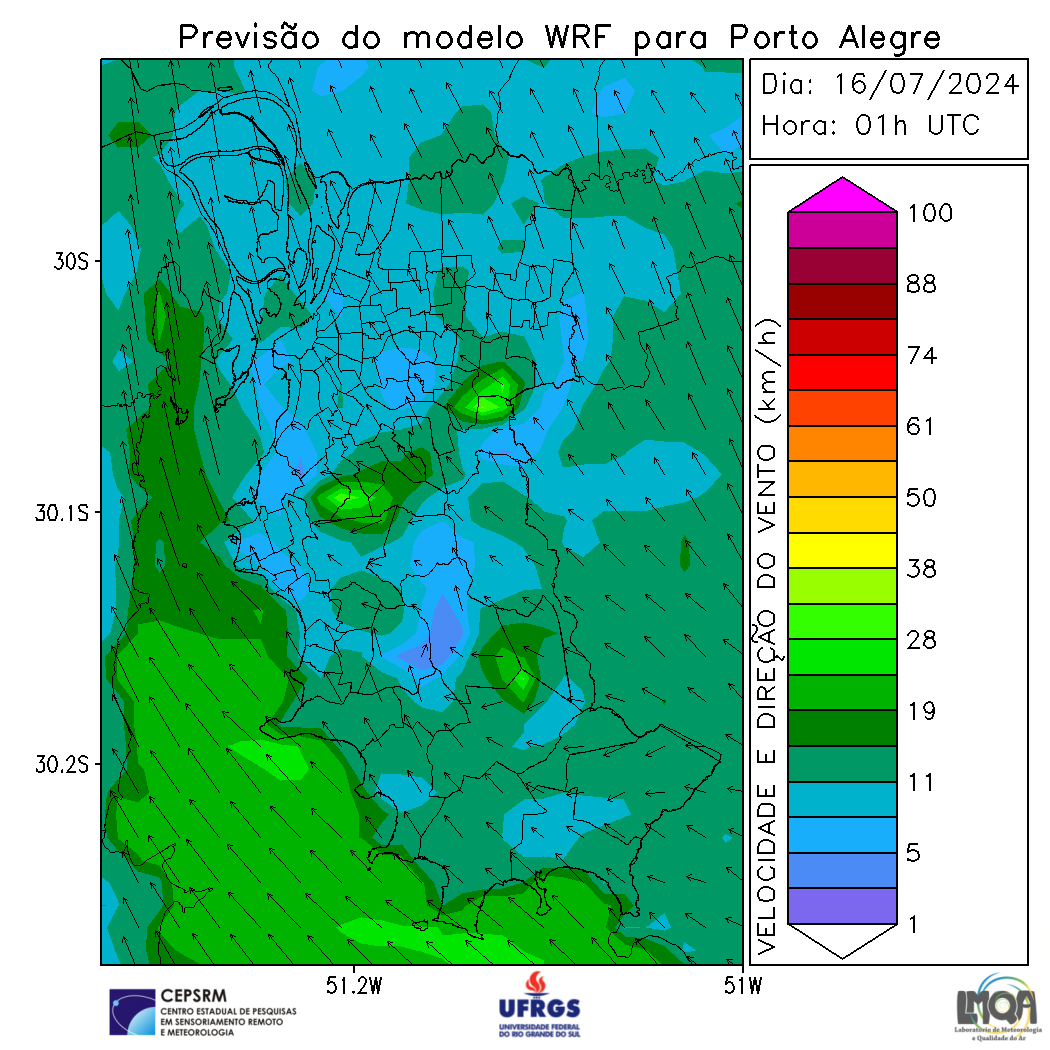 Previsão do modelo WRF para Porto Alegre
Dia: 16/07/2024
Hora: 01h UTC
30S
30.1S
30.2S
51.2W
51W
VELOCIDADE E DIREÇÃO DO VENTO (km/h)
100
88
74
61
50
38
28
19
11
5
1
CEPSRM
CENTRO ESTADUAL DE PESQUISAS
EM SENSORIAMENTO REMOTO
E METEOROLOGIA
UFRGS
UNIVERSIDADE FEDERAL
DO RIO GRANDE DO SUL
LMQA
Laboratório de Meteorologia
e Qualidade do Ar